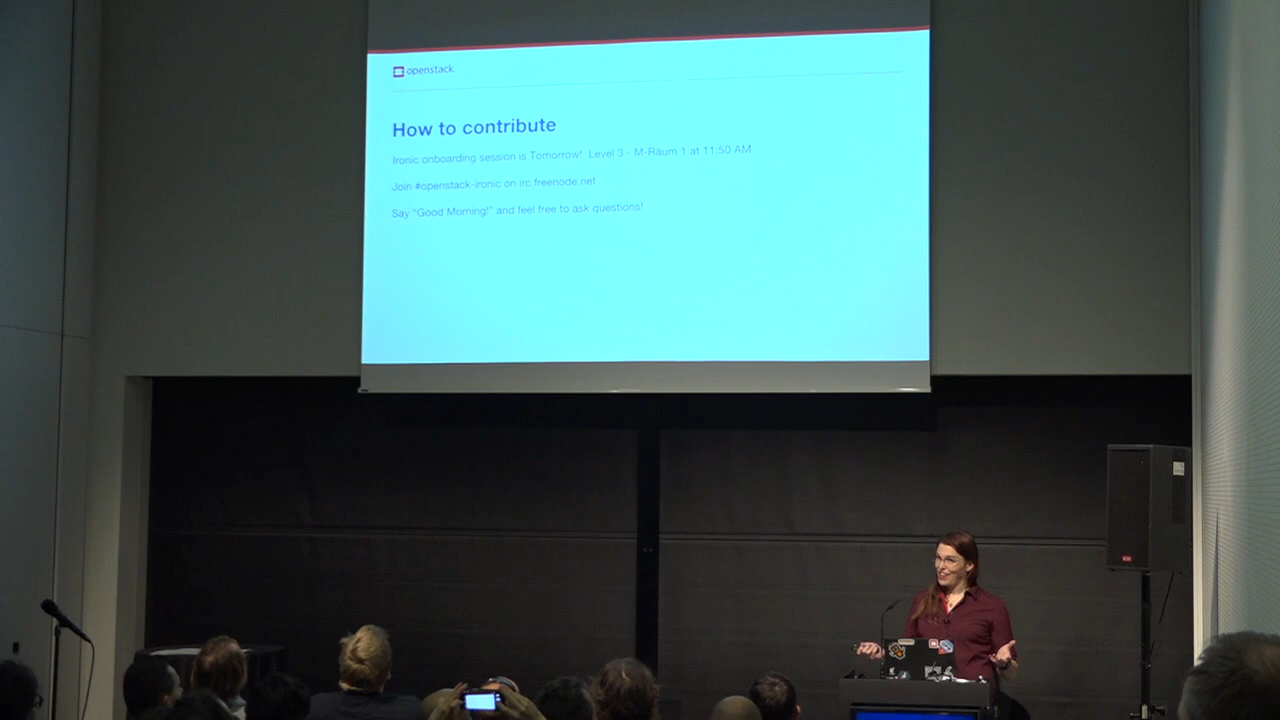 openstack.
How to contribute
Ironic onboarding session is Tomorrow! Level 3 - M-Räum 1 at 11:50 AM
Join #openstack-ironic on irc.freenode.net
Say “Good Morning!” and feel free to ask questions!